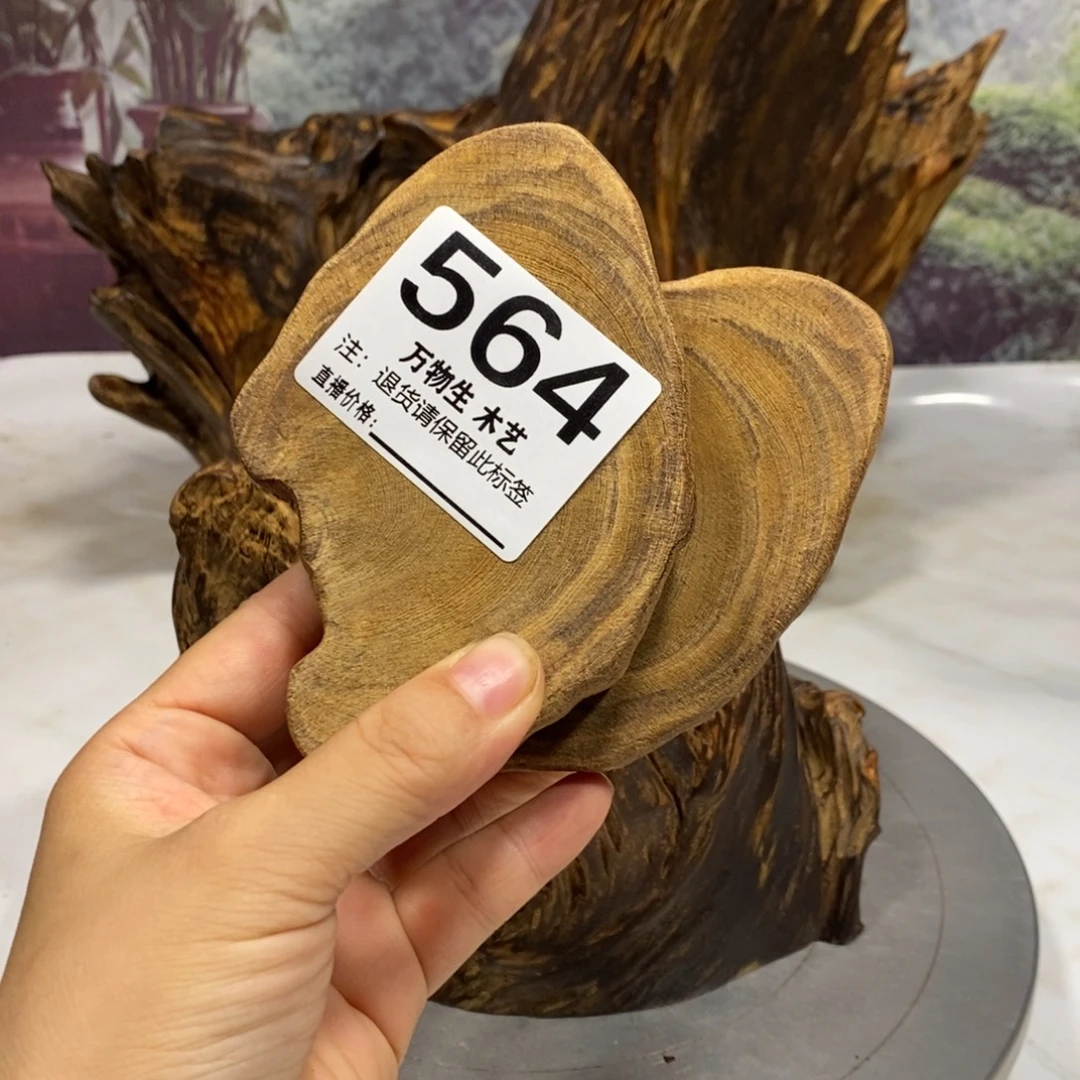 564
万物生 木艺
注：退货请保留此标签
直播价格：